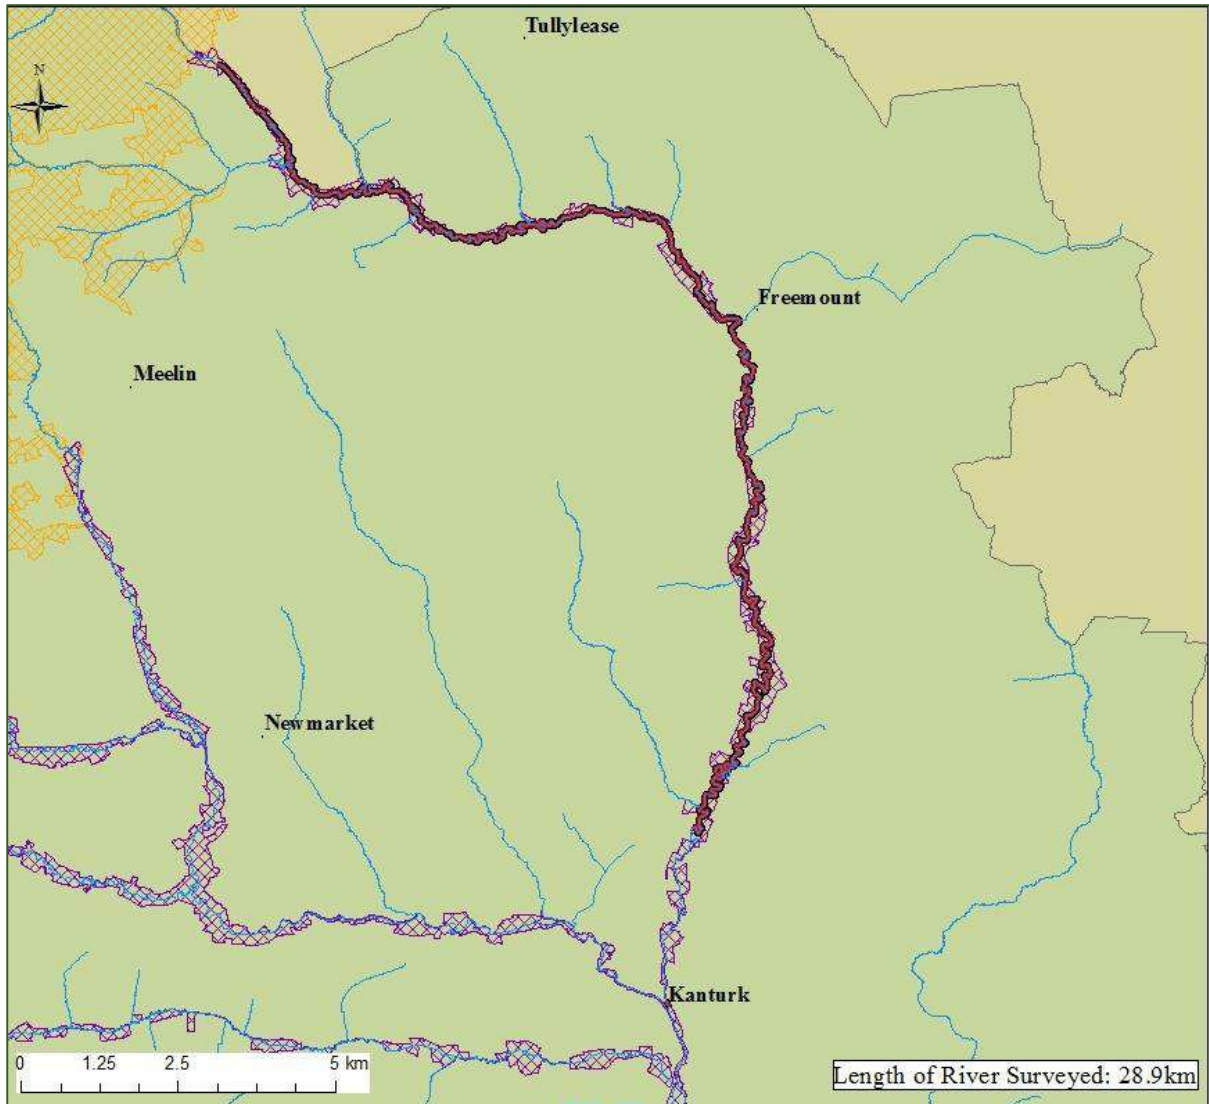 Tullylease
N
Freemount
Meelin
Newmarket
Kanturk
0 1.25 2.5 5 km
Length of River Surveyed: 28.9km